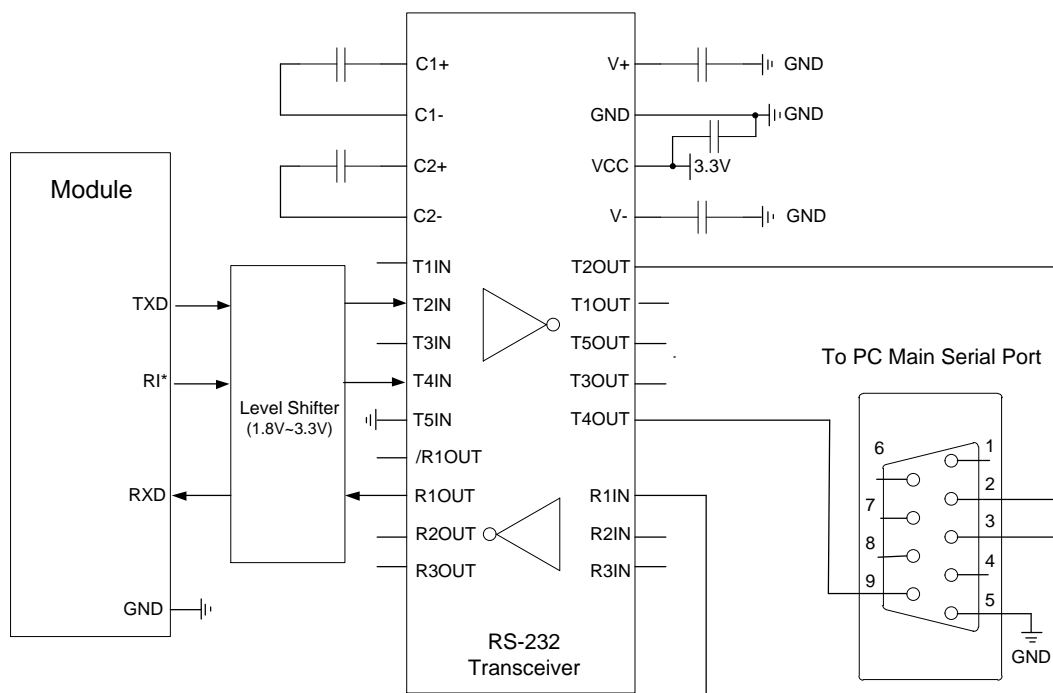 Module
TXD
RI*
RXD
GND
Level Shifter
(1.8V~3.3V)
C1+
C1-
C2+
C2-
T1IN
T2IN
T3IN
T4IN
T5IN
/R1OUT
R1OUT
R2OUT
R3OUT
V+
GND
VCC
V-
T2OUT
T1OUT
T5OUT
T3OUT
T4OUT
R1IN
R2IN
R3IN
RS-232
Transceiver
GND
GND
3.3V
GND
To PC Main Serial Port
6
7
8
9
1
2
3
4
5
GND